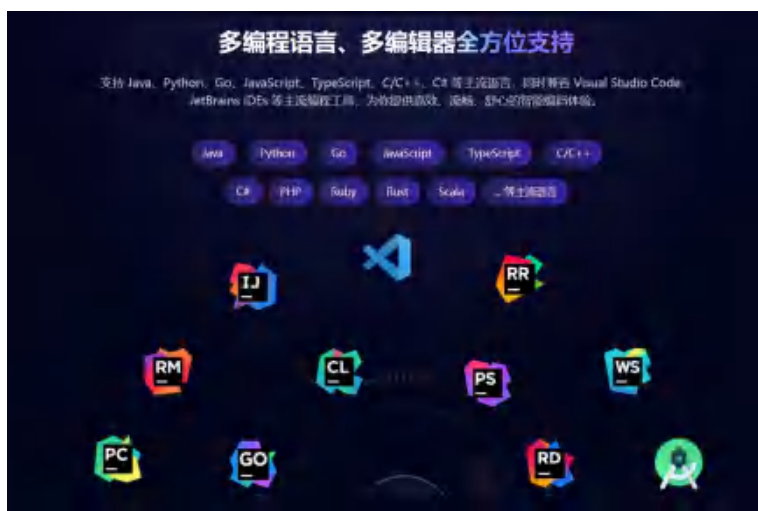 多编程语言、多编辑器全方位支持
支持 Java、Python、Go、JavaScript、TypeScript、C/C++、C# 等主流语言，同时兼容 Visual Studio Code
JetBrains IDEs 等主流编程工具，为你提供高效、流畅、舒心的智能编码体验。
Java Python Go JavaScript TypeScript C/C++
C# PHP Ruby Rust Scala ... 等主流语言
IJ RR
RM CL PS WS
PC GO RD